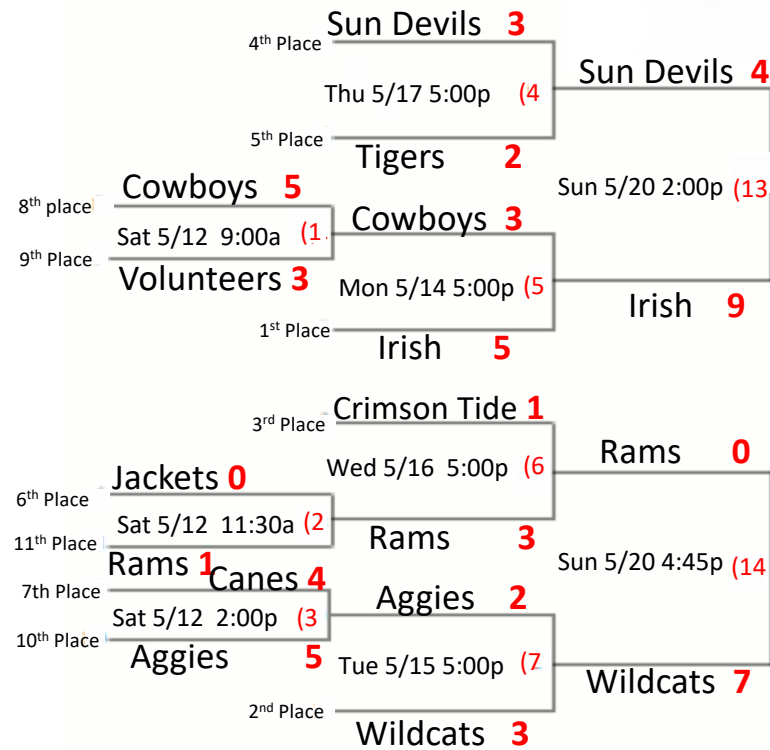 Sun Devils 3
4th Place
Sun Devils 4
Thu 5/17 5:00p (4
5th Place
Tigers 2
Cowboys 5
Sun 5/20 2:00p (13
8th place
Cowboys 3
Sat 5/12 9:00a (1
9th Place
Volunteers 3
Mon 5/14 5:00p (5
Irish 9
1st Place
Irish 5
Crimson Tide 1
3rd Place
Rams 0
Jackets 0
Wed 5/16 5:00p (6
6th Place
Sat 5/12 11:30a (2
11th Place
Rams 3
Rams 1
Sun 5/20 4:45p (14
Canes 4
7th Place
Aggies 2
Sat 5/12 2:00p (3
10th Place
Aggies 5
Tue 5/15 5:00p (7
Wildcats 7
2nd Place
Wildcats 3